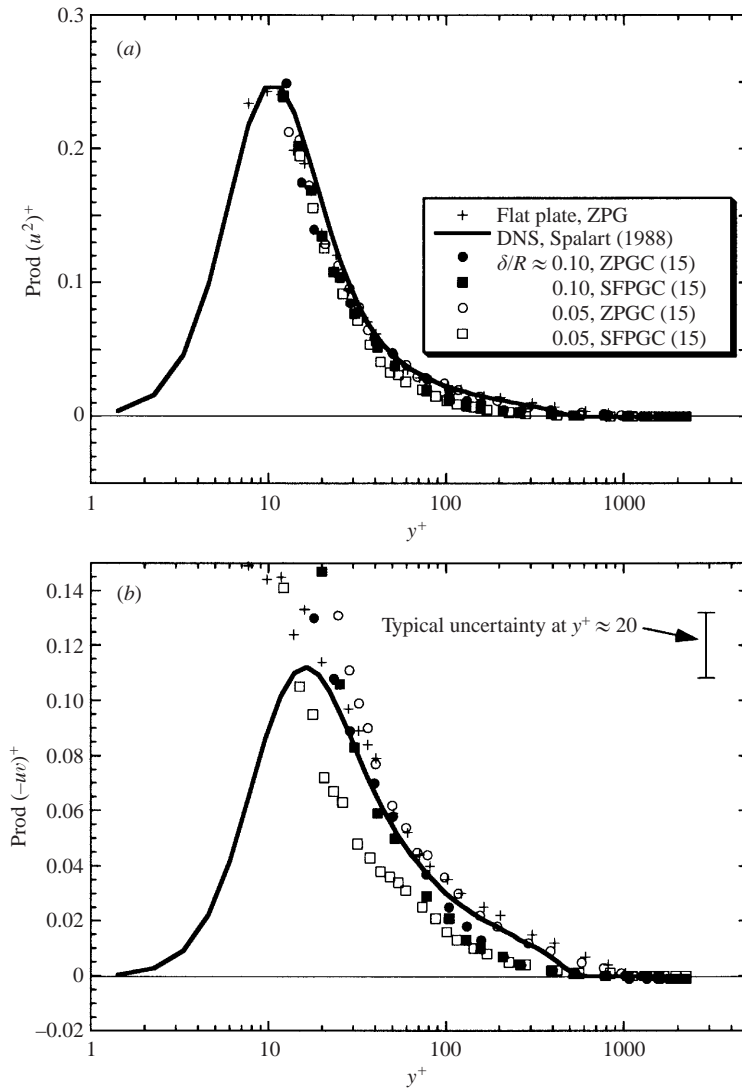 0.3
(a)
0.2
Prod (u²)⁺
0.1
0
Flat plate, ZPG
DNS, Spalart (1988)
δ/R ≈ 0.10, ZPGC (15)
0.10, SFPGC (15)
0.05, ZPGC (15)
0.05, SFPGC (15)
1 10 100 1000
y⁺
0.14
(b)
0.12
Typical uncertainty at y⁺ ≈ 20
0.10
0.08
Prod (−uv)⁺
0.06
0.04
0.02
0
−0.02
1 10 100 1000
y⁺